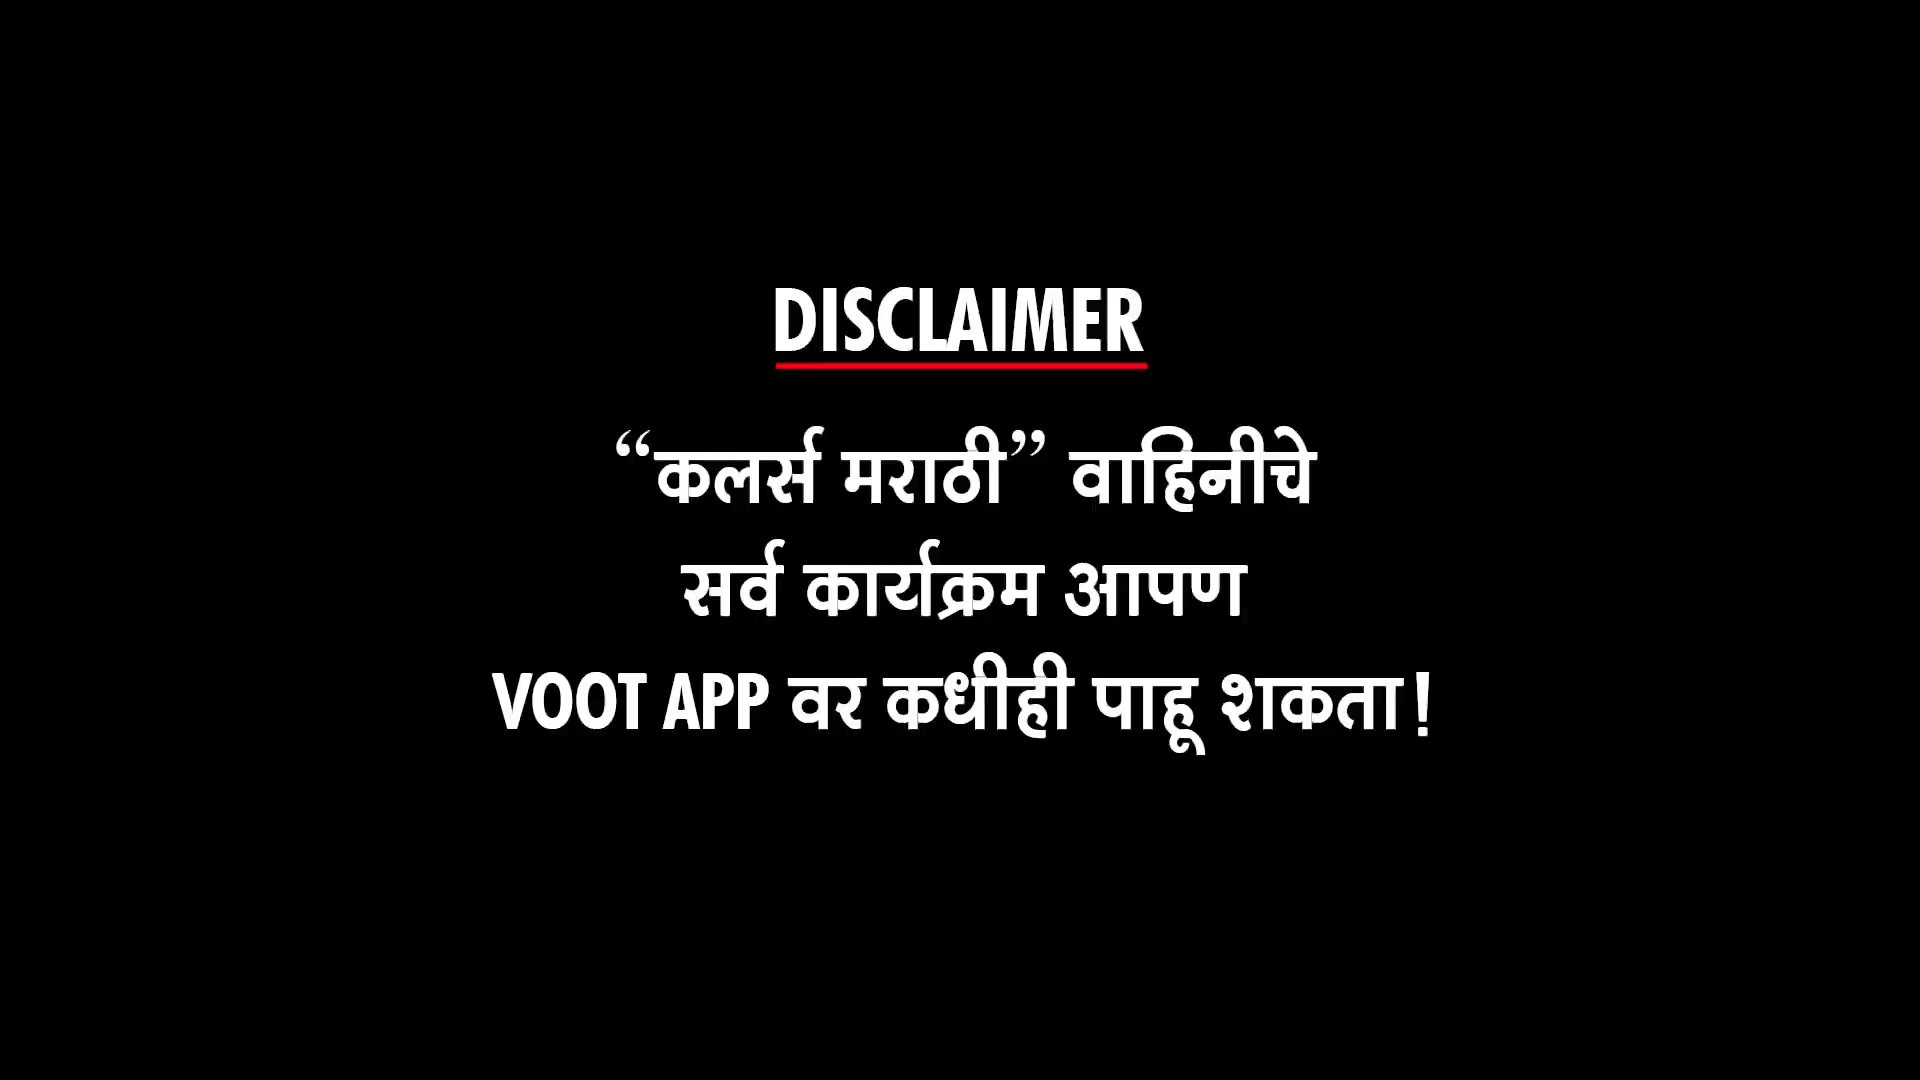 DISCLAIMER
“कलर्स मराठी” वाहिनीचे
सर्व कार्यक्रम आपण
VOOT APP वर कधीही पाहू शकता!